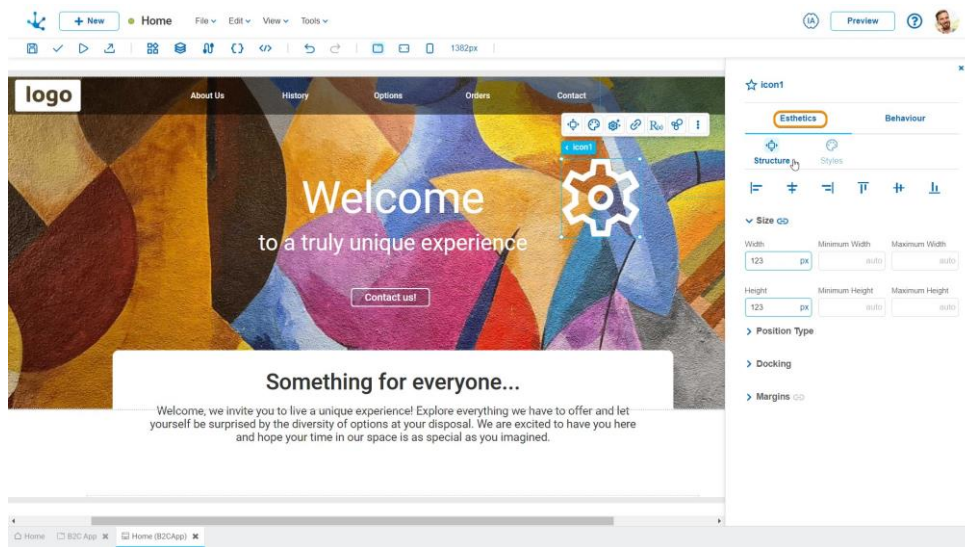 + New
Home
File Edit View Tools
IA
Preview
?
1382px
logo
About Us History Options Orders Contact
icon1
Welcome
to a truly unique experience
Contact us!
Something for everyone...
Welcome, we invite you to live a unique experience! Explore everything we have to offer and let
yourself be surprised by the diversity of options at your disposal. We are excited to have you here
and hope your time in our space is as special as you imagined.
icon1
Esthetics Behaviour
Structure Styles
Size
Width Minimum Width Maximum Width
123 px auto auto
Height Minimum Height Maximum Height
123 px auto auto
Position Type
Docking
Margins
Home B2C App Home (B2CApp)